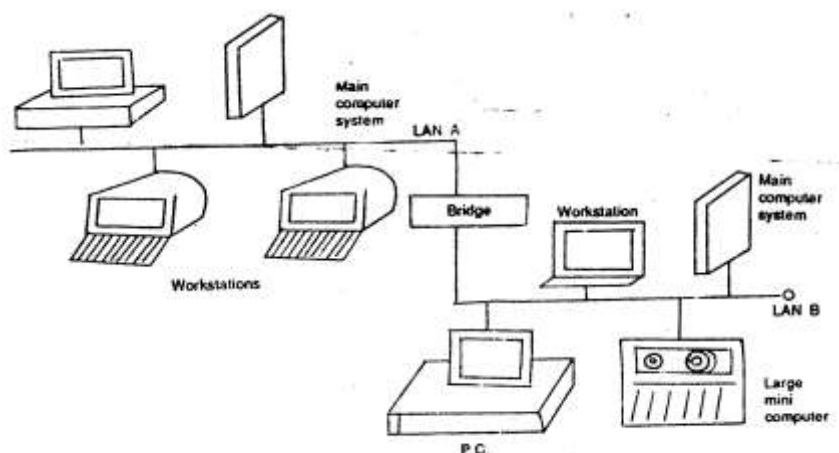 Main
computer
system
LAN A
Bridge
Workstation
Main
computer
system
Workstations
LAN B
Large
mini
computer
P.C.